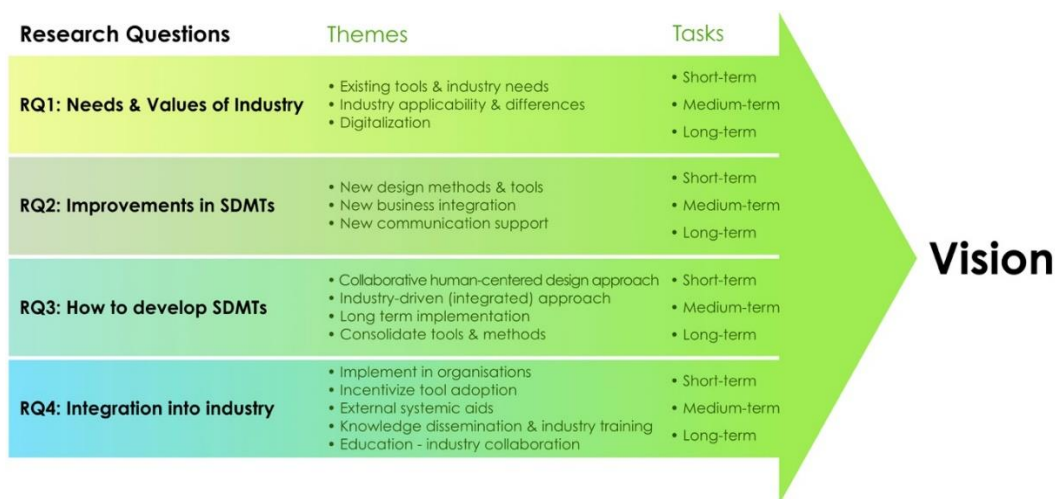 Research Questions Themes Tasks
RQ1: Needs & Values of Industry
• Existing tools & industry needs
• Industry applicability & differences
• Digitalization
• Short-term
• Medium-term
• Long-term
RQ2: Improvements in SDMTs
• New design methods & tools
• New business integration
• New communication support
• Short-term
• Medium-term
• Long-term
RQ3: How to develop SDMTs
• Collaborative human-centered design approach
• Industry-driven (integrated) approach
• Long term implementation
• Consolidate tools & methods
• Short-term
• Medium-term
• Long-term
RQ4: Integration into industry
• Implement in organisations
• Incentivize tool adoption
• External systemic aids
• Knowledge dissemination & industry training
• Education - industry collaboration
• Short-term
• Medium-term
• Long-term
Vision